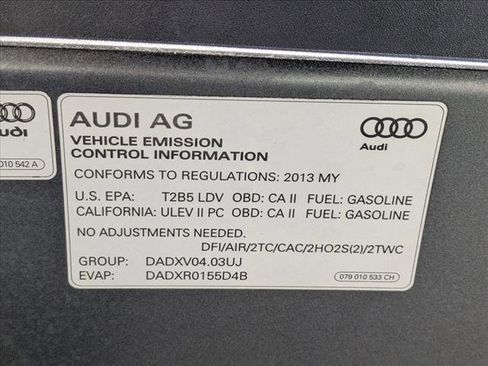 Audi
010 542 A
AUDI AG
VEHICLE EMISSION
CONTROL INFORMATION
Audi
CONFORMS TO REGULATIONS: 2013 MY
U.S. EPA: T2B5 LDV OBD: CA II FUEL: GASOLINE
CALIFORNIA: ULEV II PC OBD: CA II FUEL: GASOLINE
NO ADJUSTMENTS NEEDED.
DFI/AIR/2TC/CAC/2HO2S(2)/2TWC
GROUP: DADXV04.03UJ
EVAP: DADXR0155D4B
079 010 533 CH